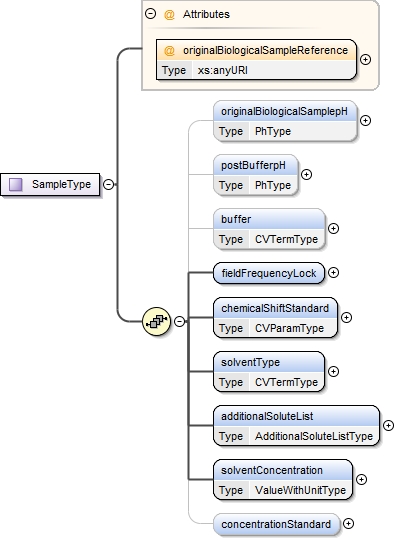 Attributes
originalBiologicalSampleReference
Type xs:anyURI
originalBiologicalSamplepH
Type PhType
postBufferpH
Type PhType
SampleType
buffer
Type CVTermType
fieldFrequencyLock
chemicalShiftStandard
Type CVParamType
solventType
Type CVTermType
additionalSoluteList
Type AdditionalSoluteListType
solventConcentration
Type ValueWithUnitType
concentrationStandard